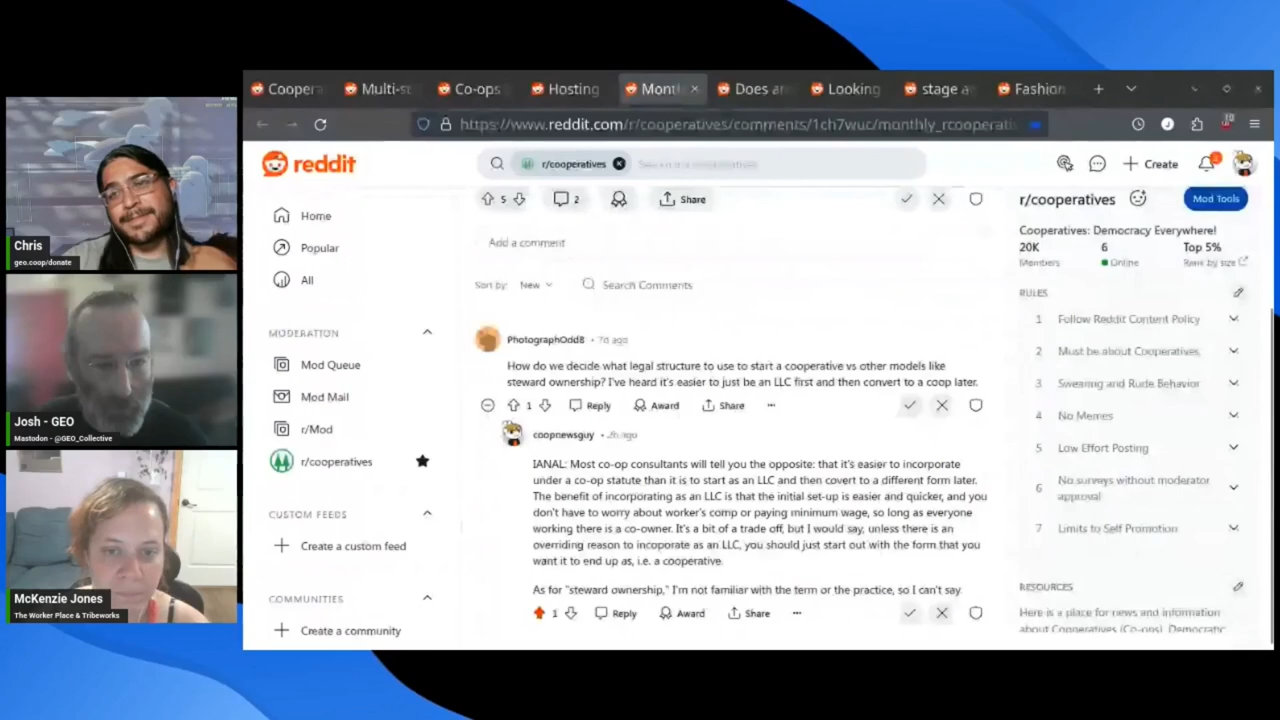 Cooper
Multi-s
Co-ops
Hosting
Mont
Does a
Looking
stage a
Fashion
https://www.reddit.com/r/cooperatives/comments/1ch7wuc/monthly_rcooperati
10
reddit
r/cooperatives
Create
2
Home
Popular
All
MODERATION
Mod Queue
Mod Mail
r/Mod
r/cooperatives
CUSTOM FEEDS
Create a custom feed
COMMUNITIES
Create a community
5
2
Share
Add a comment
Sort by: New
Search Comments
PhotographOdd8 • 7d ago
How do we decide what legal structure to use to start a cooperative vs other models like
steward ownership? I've heard it's easier to just be an LLC first and then convert to a coop later.
1 Reply Award Share
coopnewsguy • 2h ago
IANAL: Most co-op consultants will tell you the opposite: that it's easier to incorporate
under a co-op statute than it is to start as an LLC and then covert to a different form later.
The benefit of incorporating as an LLC is that the initial set-up is easier and quicker, and you
don't have to worry about worker's comp or paying minimum wage, so long as everyone
working there is a co-owner. It's a bit of a trade off, but I would say, unless there is an
overriding reason to incoporate as an LLC, you should just start out with the form that you
want it to end up as, i.e. a cooperative.
As for "steward ownership," I'm not familiar with the term or the practice, so I can't say.
1 Reply Award Share
r/cooperatives
Mod Tools
Cooperatives: Democracy Everywhere!
20K 6 Top 5%
Members Online Rank by size
RULES
1 Follow Reddit Content Policy
2 Must be about Cooperatives
3 Swearing and Rude Behavior
4 No Memes
5 Low Effort Posting
6 No surveys without moderator
approval
7 Limits to Self Promotion
RESOURCES
Here is a place for news and information
about Cooperatives (Co-ops), Democratic
Chris
geo.coop/donate
Josh - GEO
Mastodon - @GEO_Collective
McKenzie Jones
The Worker Place & Tribeworks